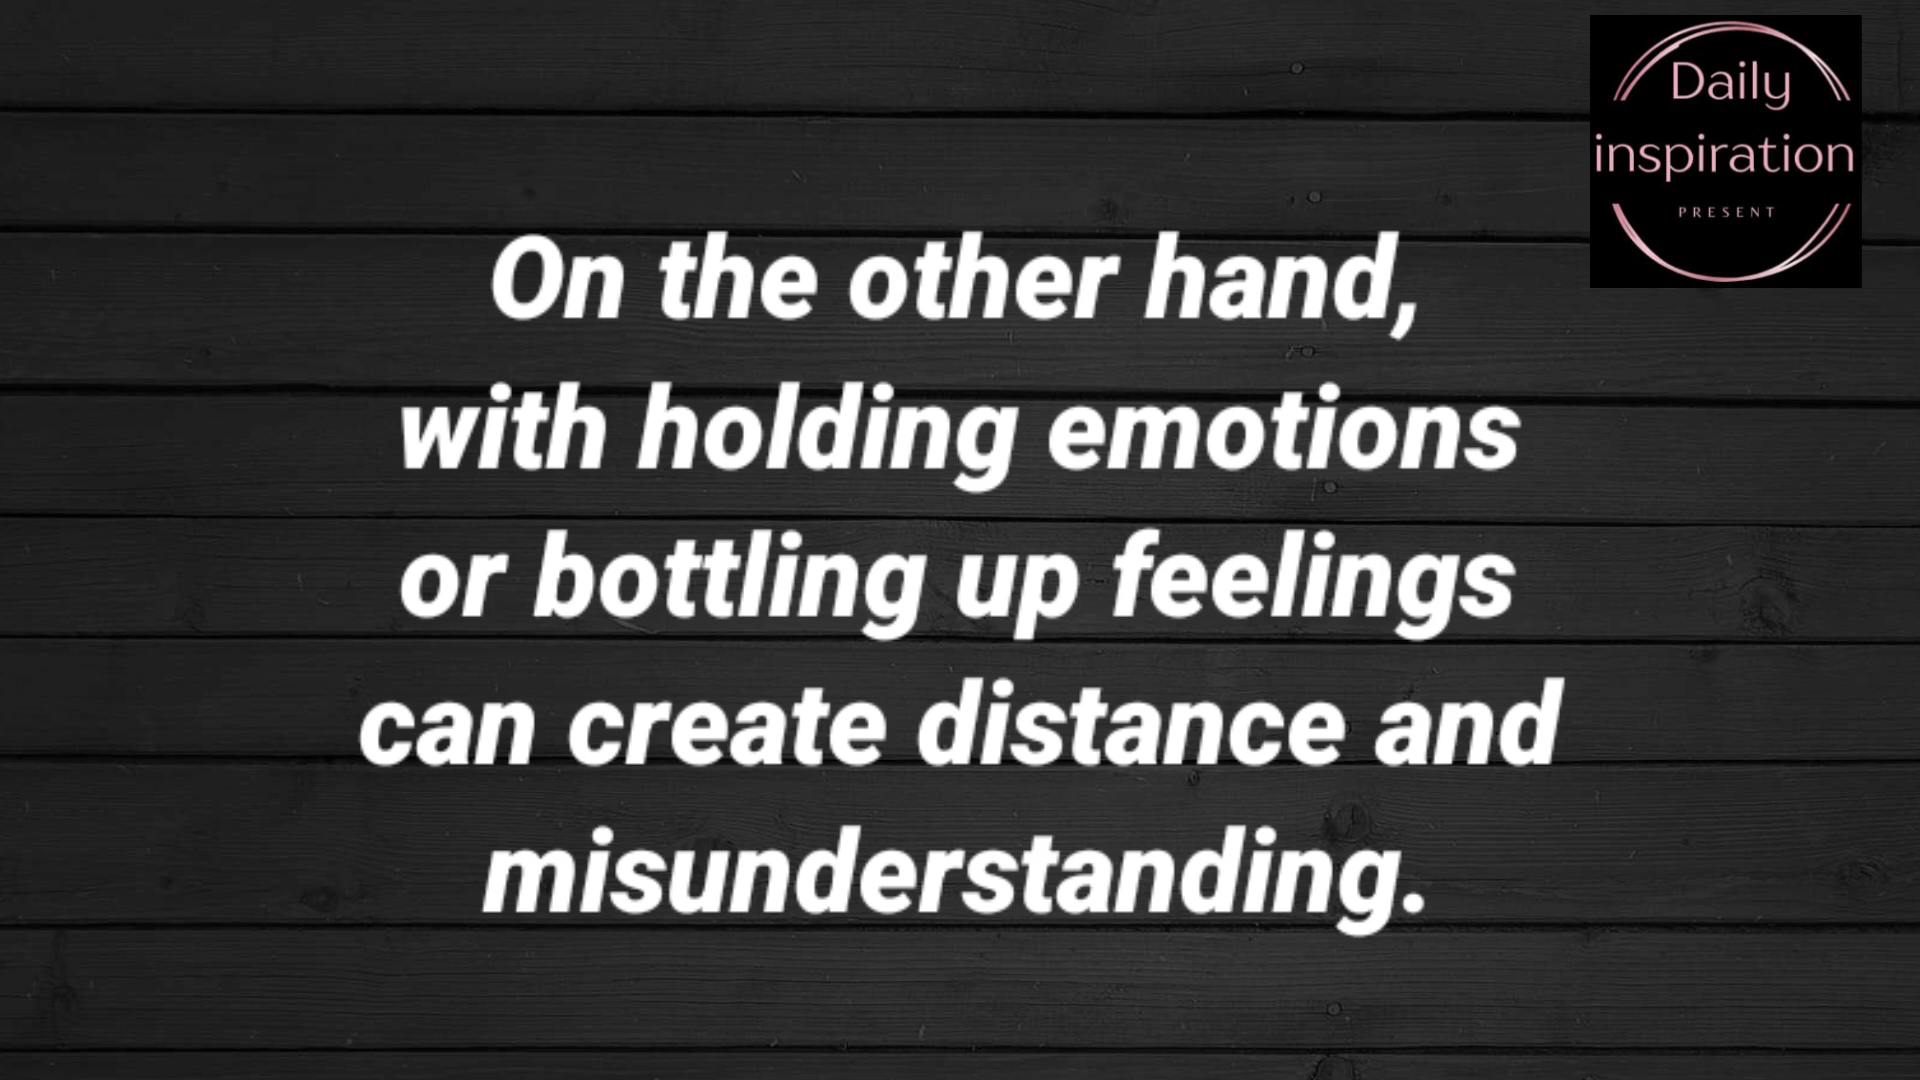 Daily
inspiration
PRESENT
On the other hand,
with holding emotions
or bottling up feelings
can create distance and
misunderstanding.